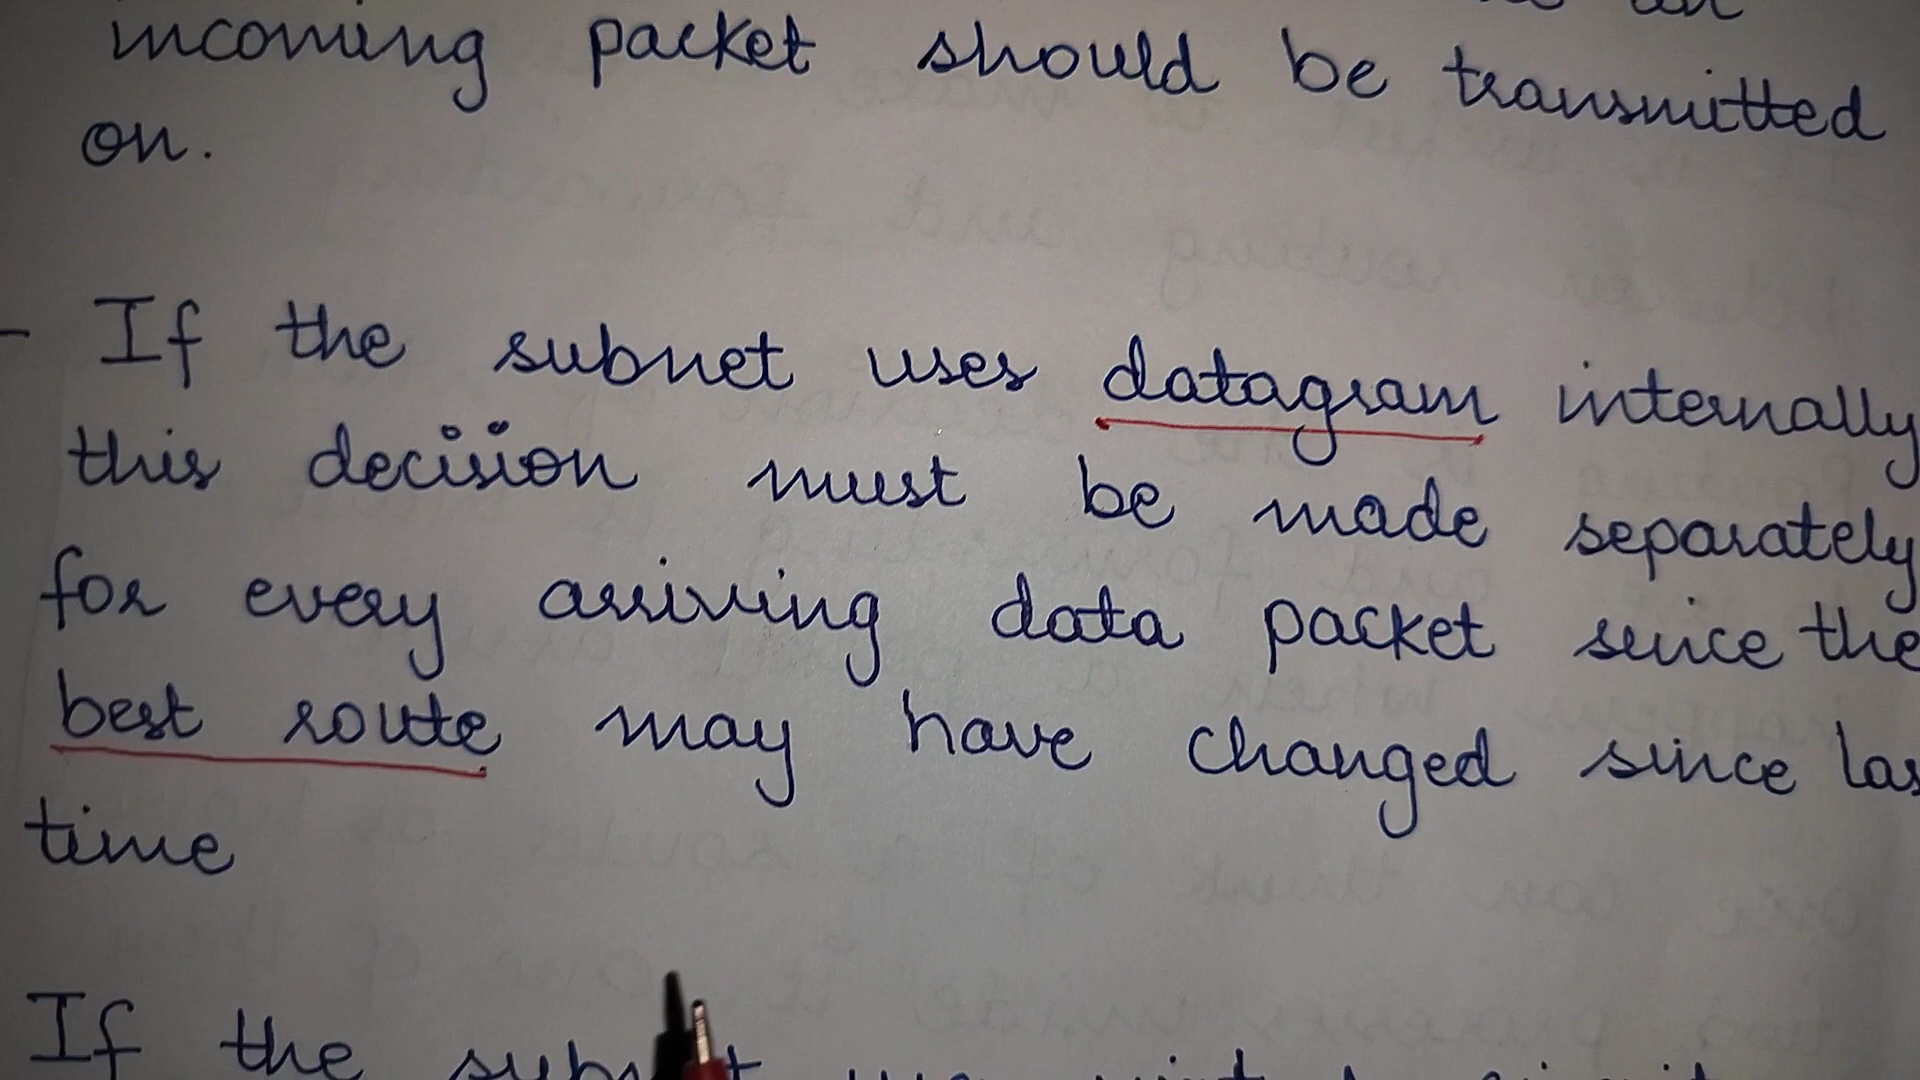 incoming packet should be transmitted
on.
- If the subnet uses datagram internally
this decision must be made separately
for every arriving data packet since the
best route may have changed since las
time
If the